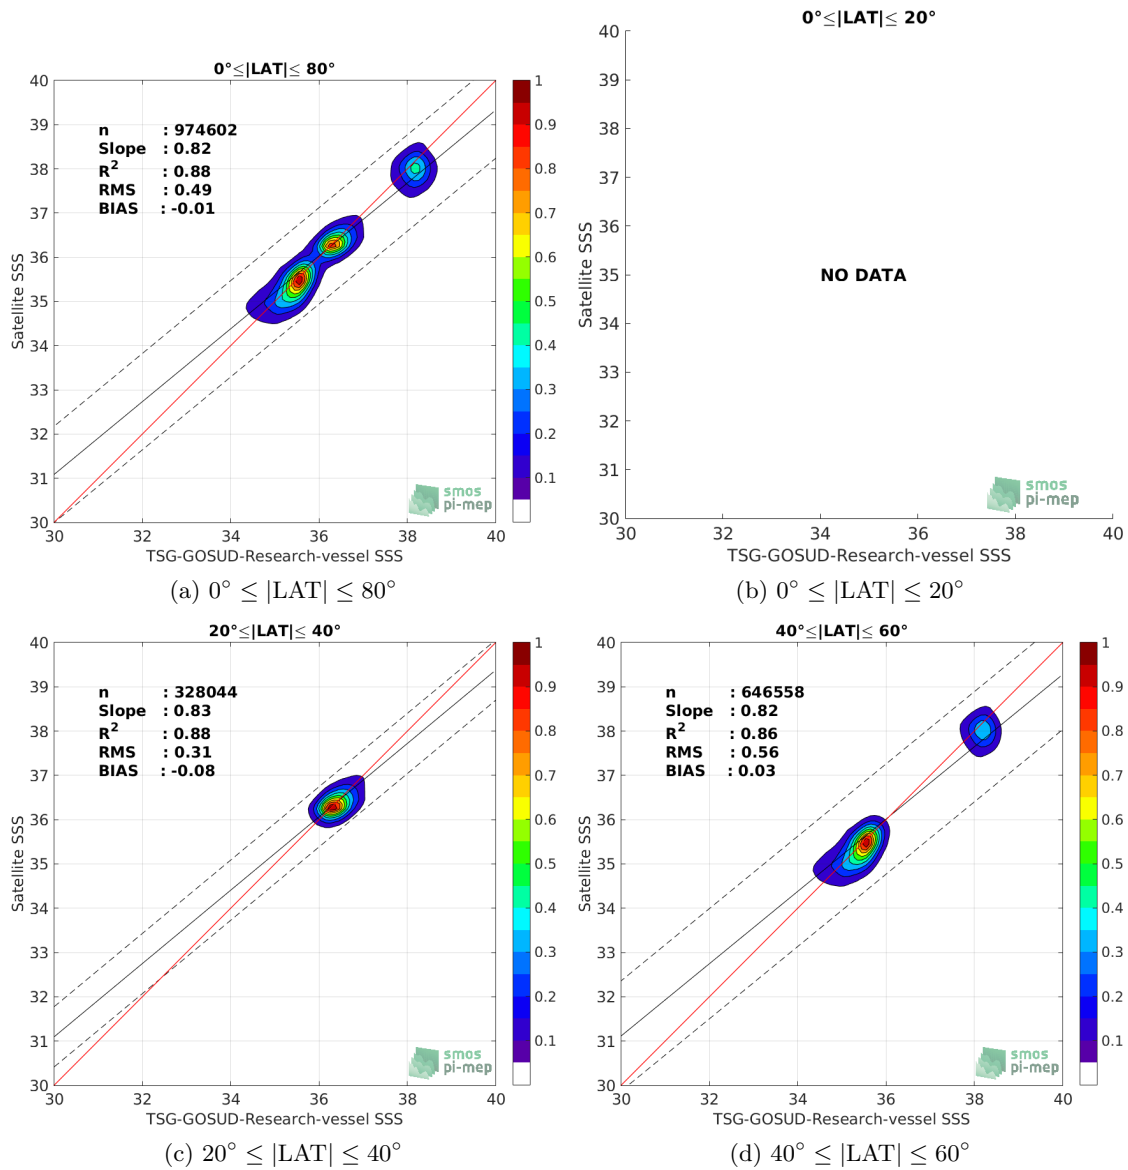 0°≤|LAT|≤ 80°
40
39
38
37
36
35
34
33
32
31
30
Satellite SSS
n : 974602
Slope : 0.82
R2 : 0.88
RMS : 0.49
BIAS : -0.01
1
0.9
0.8
0.7
0.6
0.5
0.4
0.3
0.2
0.1
smos
pi-mep
30 32 34 36 38 40
TSG-GOSUD-Research-vessel SSS
(a) 0° ≤ |LAT| ≤ 80°
0°≤|LAT|≤ 20°
40
39
38
37
36
35
34
33
32
31
30
Satellite SSS
NO DATA
smos
pi-mep
30 32 34 36 38 40
TSG-GOSUD-Research-vessel SSS
(b) 0° ≤ |LAT| ≤ 20°
20°≤|LAT|≤ 40°
40
39
38
37
36
35
34
33
32
31
30
Satellite SSS
n : 328044
Slope : 0.83
R2 : 0.88
RMS : 0.31
BIAS : -0.08
1
0.9
0.8
0.7
0.6
0.5
0.4
0.3
0.2
0.1
smos
pi-mep
30 32 34 36 38 40
TSG-GOSUD-Research-vessel SSS
(c) 20° ≤ |LAT| ≤ 40°
40°≤|LAT|≤ 60°
40
39
38
37
36
35
34
33
32
31
30
Satellite SSS
n : 646558
Slope : 0.82
R2 : 0.86
RMS : 0.56
BIAS : 0.03
1
0.9
0.8
0.7
0.6
0.5
0.4
0.3
0.2
0.1
smos
pi-mep
30 32 34 36 38 40
TSG-GOSUD-Research-vessel SSS
(d) 40° ≤ |LAT| ≤ 60°